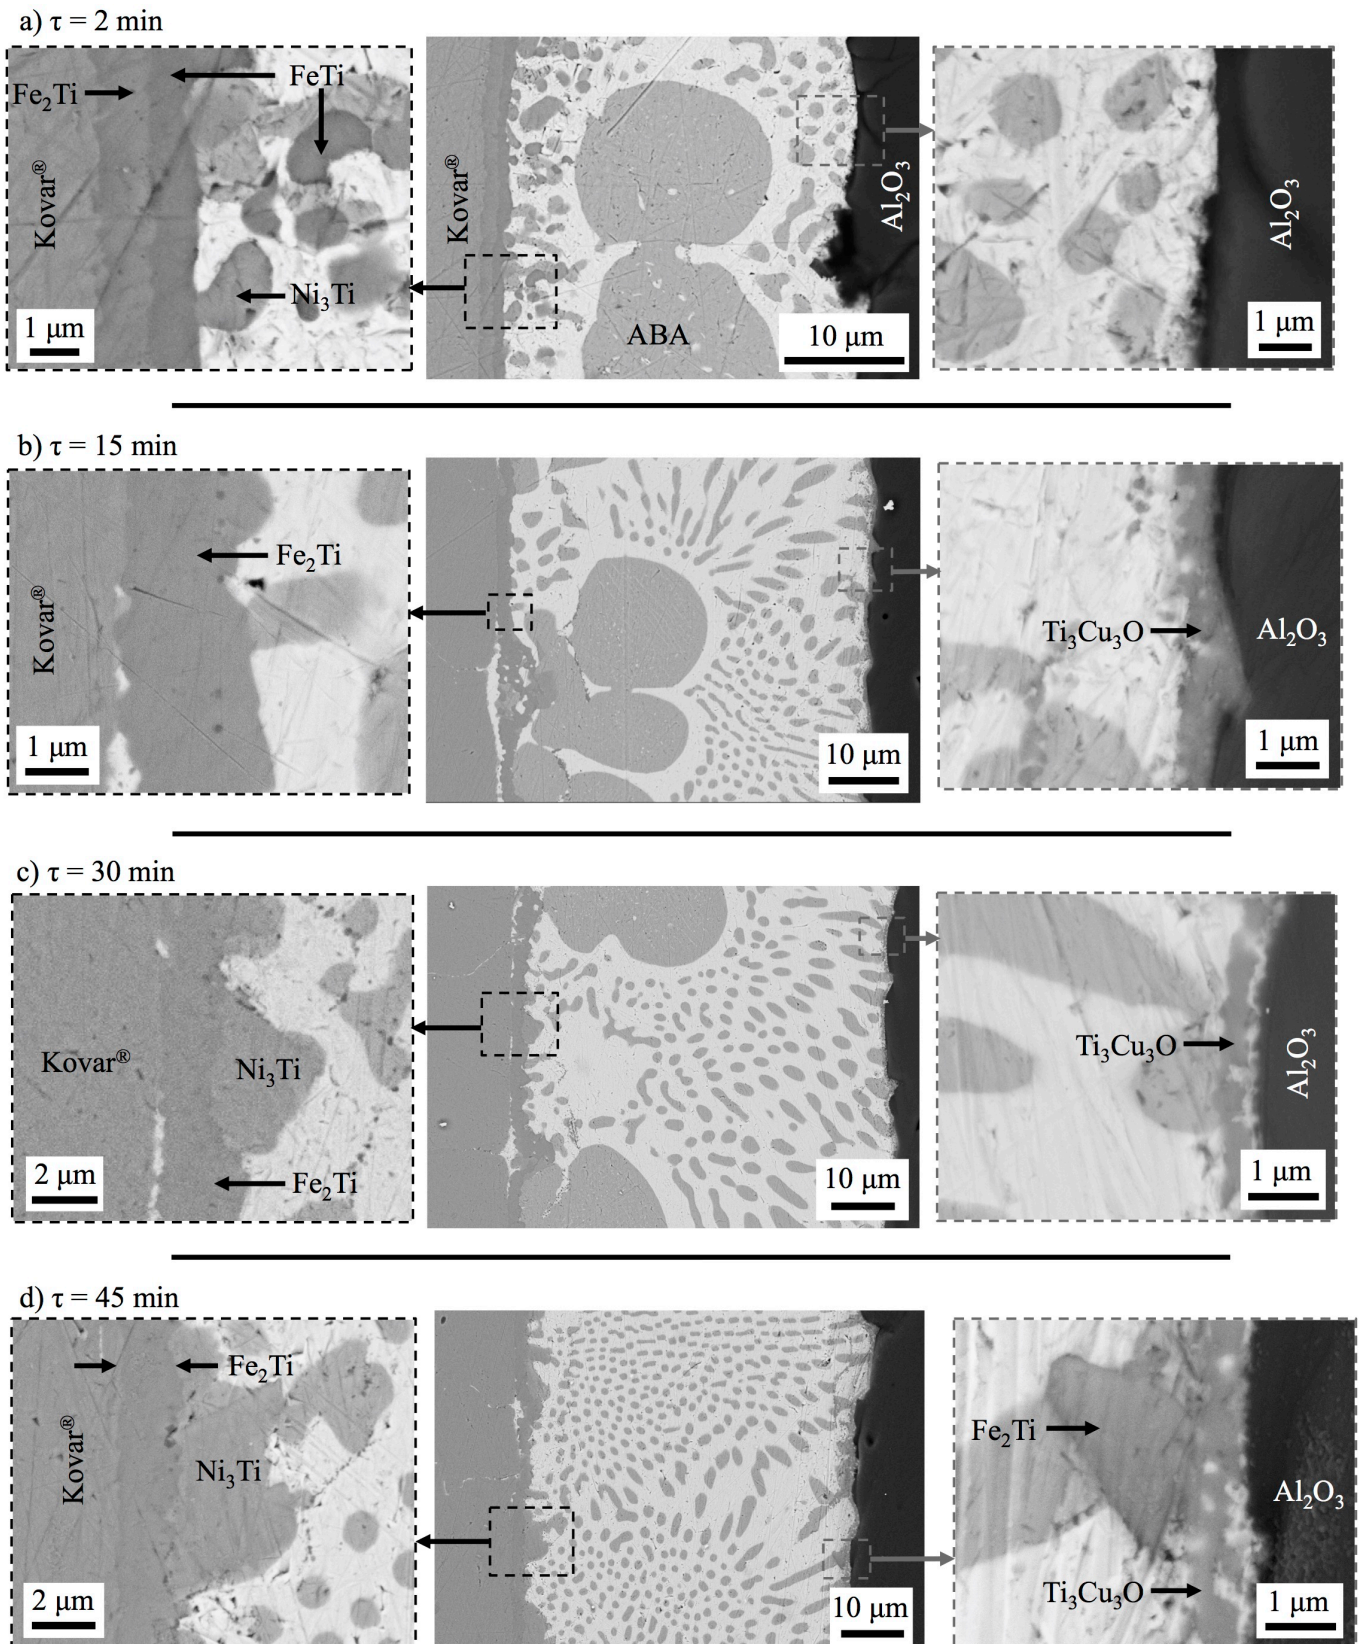 a) τ = 2 min
Fe₂Ti
FeTi
Kovar®
Ni₃Ti
1 μm
Kovar®
ABA
Al₂O₃
10 μm
Al₂O₃
1 μm
b) τ = 15 min
Fe₂Ti
Kovar®
1 μm
10 μm
Ti₃Cu₃O
Al₂O₃
1 μm
c) τ = 30 min
Kovar®
Ni₃Ti
Fe₂Ti
2 μm
10 μm
Ti₃Cu₃O
Al₂O₃
1 μm
d) τ = 45 min
Fe₂Ti
Kovar®
Ni₃Ti
2 μm
10 μm
Fe₂Ti
Al₂O₃
Ti₃Cu₃O
1 μm